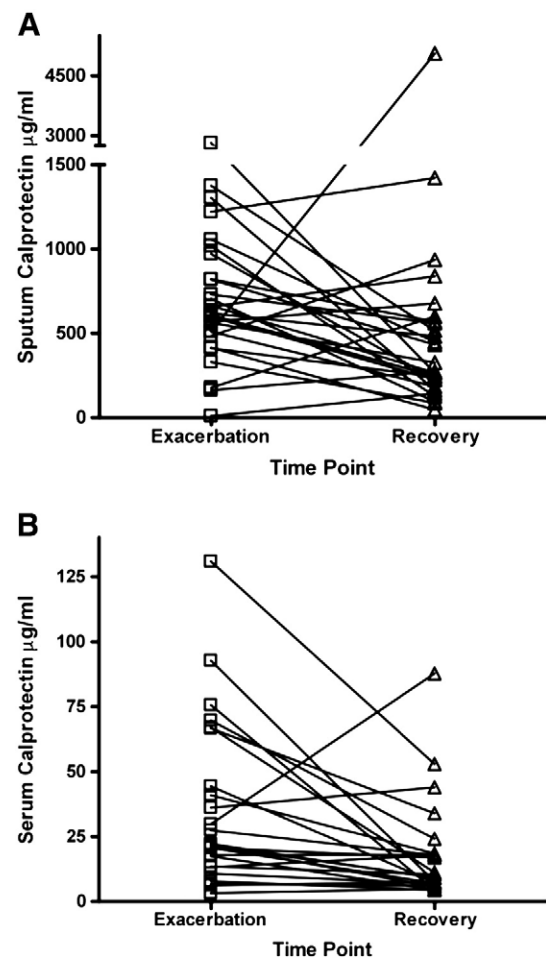 A
Sputum Calprotectin µg/ml
4500
3000
1500
1000
500
0
Exacerbation
Recovery
Time Point
B
Serum Calprotectin µg/ml
125
100
75
50
25
0
Exacerbation
Recovery
Time Point